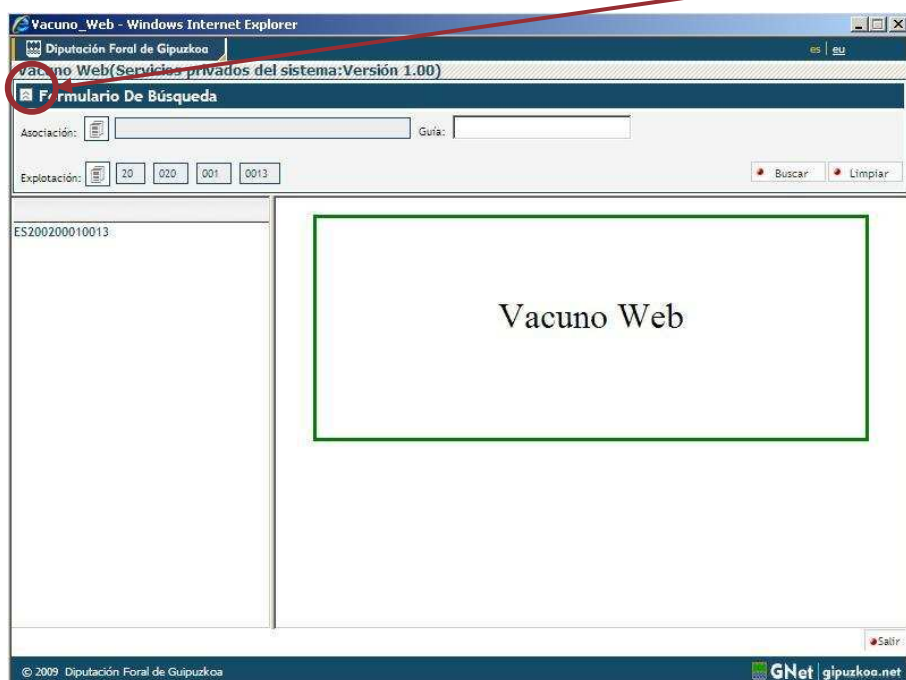 Vacuno_Web - Windows Internet Explorer
Diputación Foral de Gipuzkoa es | eu
Vacuno Web(Servicios privados del sistema:Versión 1.00)
Formulario De Búsqueda
Asociación: Guía:
Explotación: 20 020 001 0013 Buscar Limpiar
ES200200010013
Vacuno Web
Salir
© 2009 Diputación Foral de Guipuzkoa GNet gipuzkoa.net